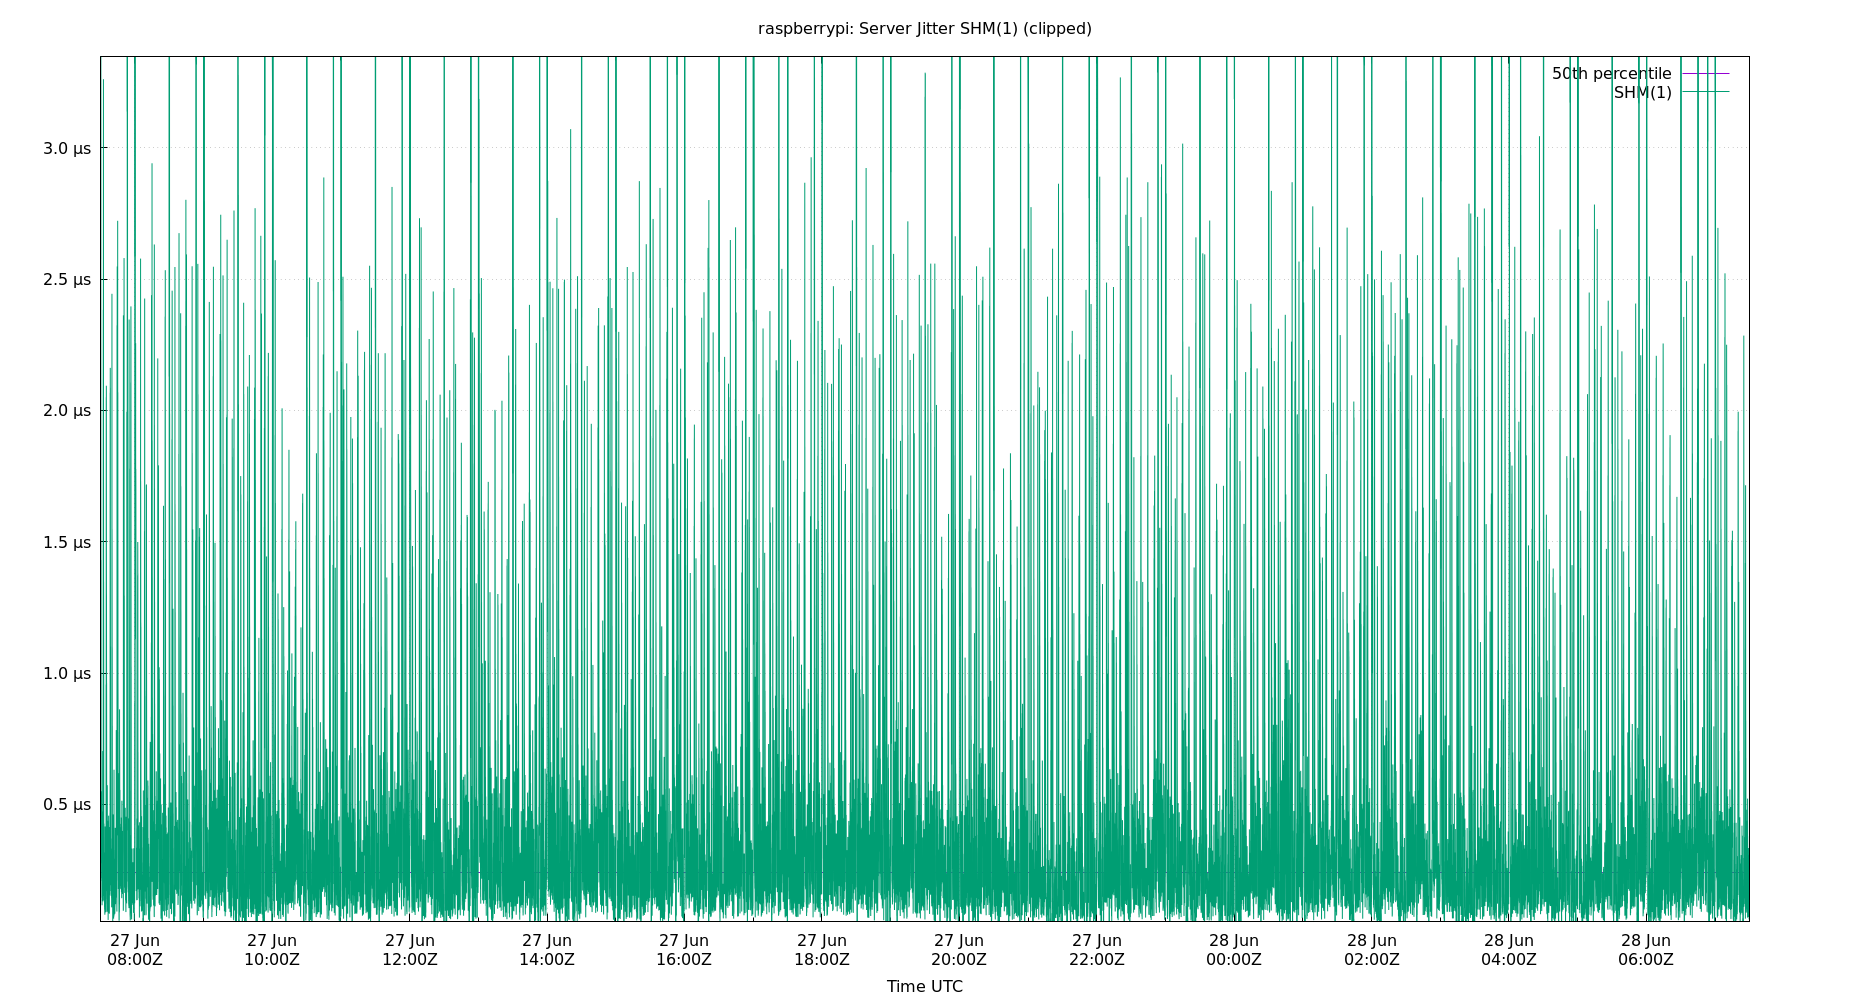 raspberrypi: Server Jitter SHM(1) (clipped)
50th percentile
SHM(1)
3.0 µs
2.5 µs
2.0 µs
1.5 µs
1.0 µs
0.5 µs
27 Jun 27 Jun 27 Jun 27 Jun 27 Jun 27 Jun 27 Jun 27 Jun 28 Jun 28 Jun 28 Jun 28 Jun
08:00Z 10:00Z 12:00Z 14:00Z 16:00Z 18:00Z 20:00Z 22:00Z 00:00Z 02:00Z 04:00Z 06:00Z
Time UTC